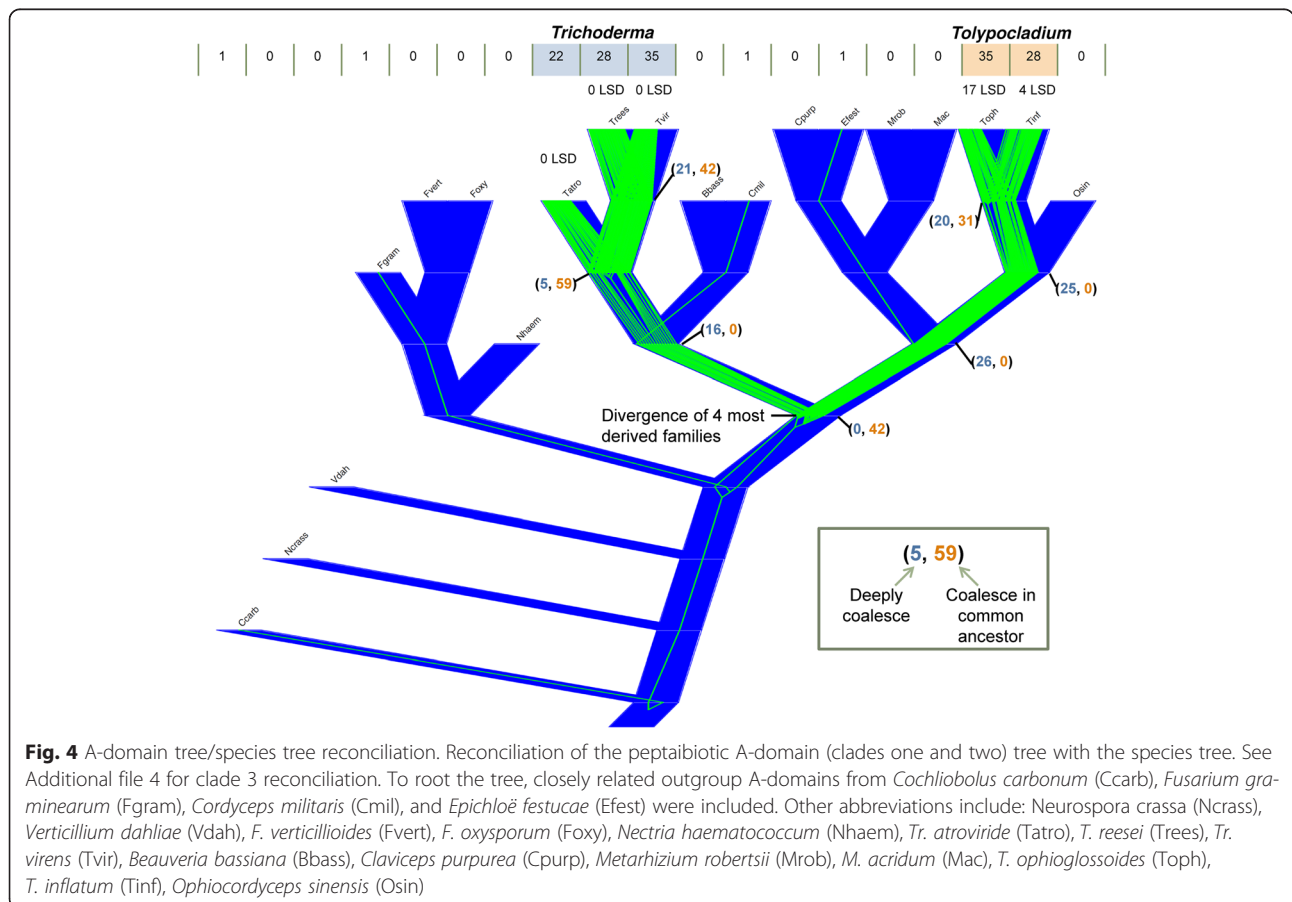 Trichoderma Tolypocladium
1 0 0 1 0 0 0 22 28 35 0 1 0 1 0 0 35 28 0
0 LSD 0 LSD 17 LSD 4 LSD
Trees Tvir Cpurp Efest Mrob Mac Toph Tinf
0 LSD
(21, 42)
Fvert Foxy Tatro Bbass Cmil Osin
(20, 31)
Fgram
(5, 59) (25, 0)
(16, 0)
Nhaem
(26, 0)
Divergence of 4 most
derived families
(0, 42)
Vdah
Ncrass
(5, 59)
Deeply
coalesce
Coalesce in
common
ancestor
Ccarb
Fig. 4 A-domain tree/species tree reconciliation. Reconciliation of the peptaibiotic A-domain (clades one and two) tree with the species tree. See
Additional file 4 for clade 3 reconciliation. To root the tree, closely related outgroup A-domains from Cochliobolus carbonum (Ccarb), Fusarium gra-
minearum (Fgram), Cordyceps militaris (Cmil), and Epichloë festucae (Efest) were included. Other abbreviations include: Neurospora crassa (Ncrass),
Verticillium dahliae (Vdah), F. verticillioides (Fvert), F. oxysporum (Foxy), Nectria haematococcum (Nhaem), Tr. atroviride (Tatro), T. reesei (Trees), Tr.
virens (Tvir), Beauveria bassiana (Bbass), Claviceps purpurea (Cpurp), Metarhizium robertsii (Mrob), M. acridum (Mac), T. ophioglossoides (Toph),
T. inflatum (Tinf), Ophiocordyceps sinensis (Osin)